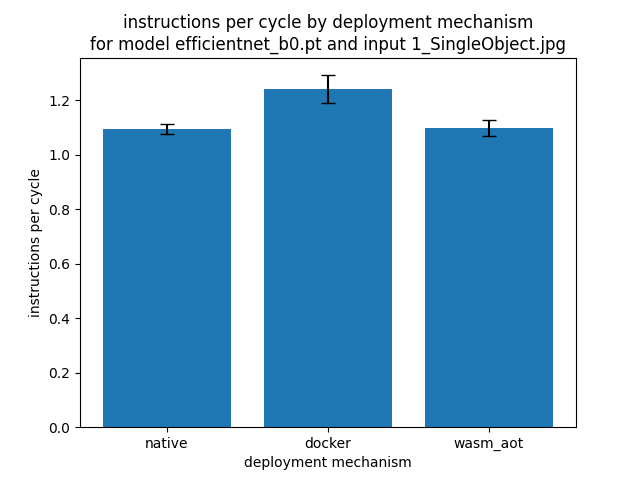 instructions per cycle by deployment mechanism
for model efficientnet_b0.pt and input 1_SingleObject.jpg
instructions per cycle
1.2
1.0
0.8
0.6
0.4
0.2
0.0
native
docker
wasm_aot
deployment mechanism